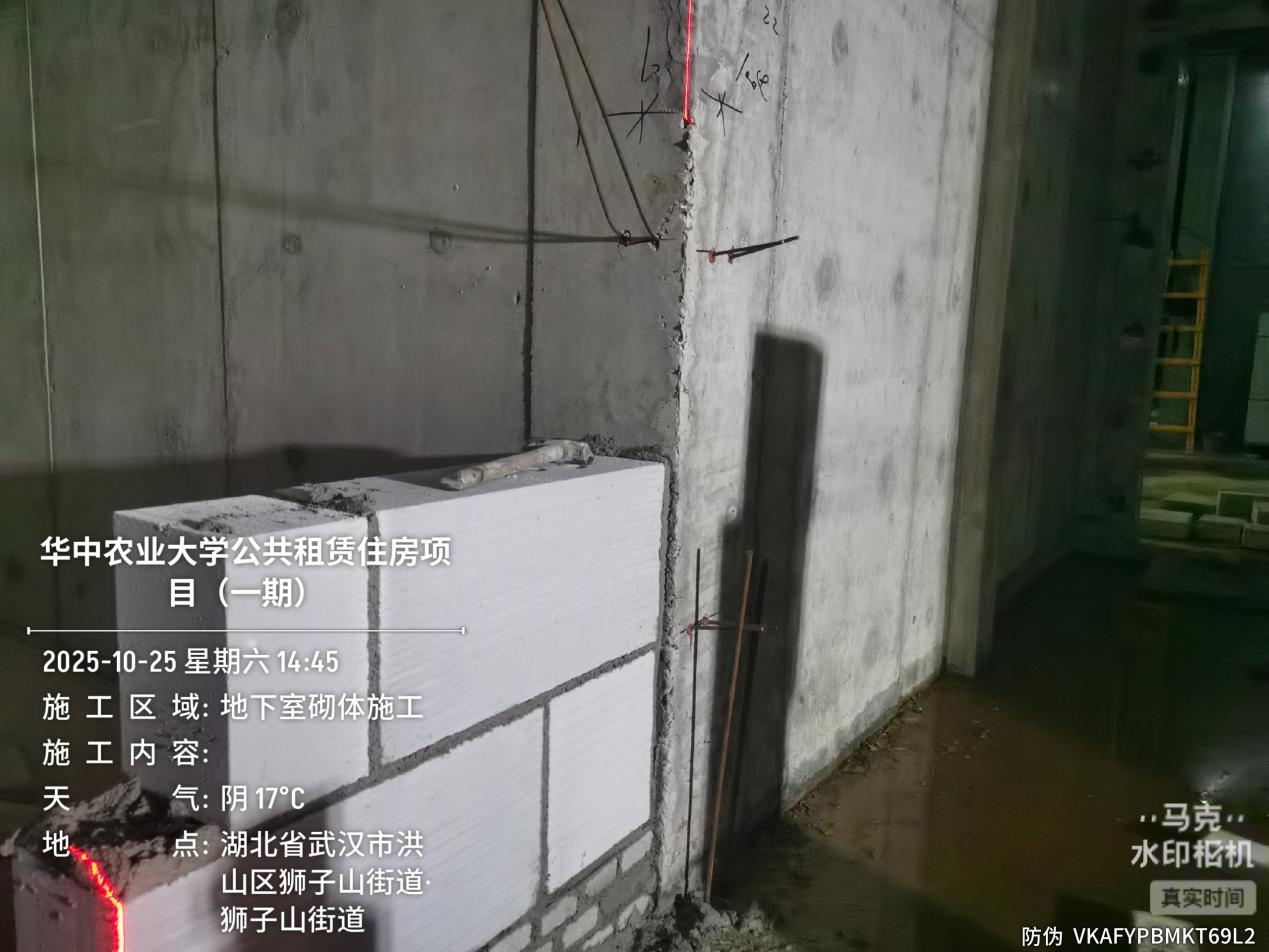 华中农业大学公共租赁住房项
目（一期）
2025-10-25 星期六 14:45
施工区域: 地下室砌体施工
施工内容:
天气: 阴 17°C
地点: 湖北省武汉市洪
山区狮子山街道·
狮子山街道
马克
水印相机
真实时间
防伪 VKAFYPBMKT69L2